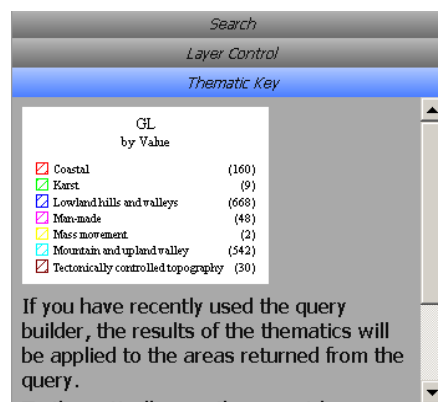 Search
Layer Control
Thematic Key
GL
by Value
Coastal (160)
Karst (9)
Lowland hills and valleys (668)
Man-made (48)
Mass movement (2)
Mountain and upland valley (542)
Tectonically controlled topography (30)
If you have recently used the query
builder, the results of the thematics will
be applied to the areas returned from the
query.